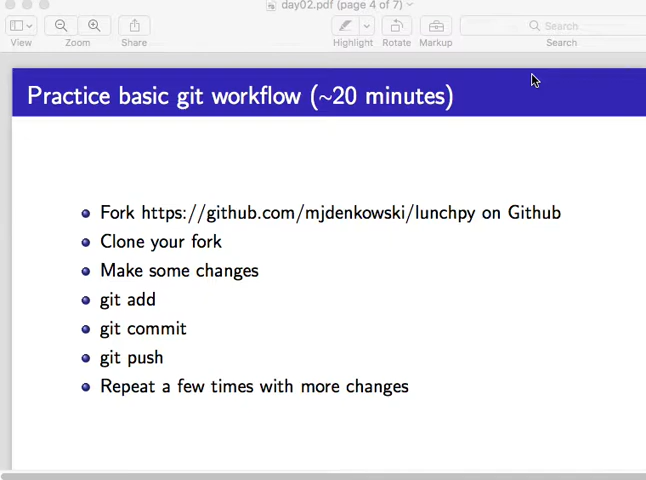 day02.pdf (page 4 of 7)
Search
View
Zoom
Share
Highlight
Rotate
Markup
Search
Practice basic git workflow (~20 minutes)
Fork https://github.com/mjdenkowski/lunchpy on Github
Clone your fork
Make some changes
git add
git commit
git push
Repeat a few times with more changes